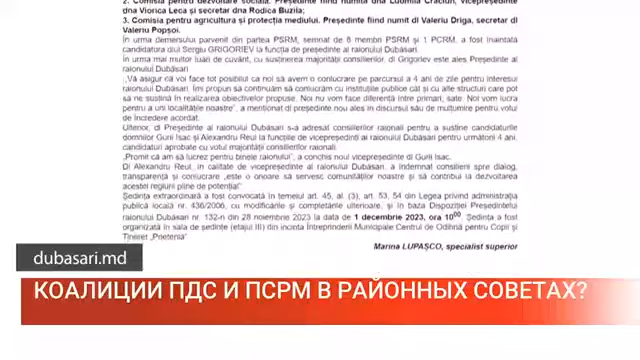 2. Comisia pentru dezvoltare socială. Președinte fiind numită dna Ludmila Craciun, vicepreședinte
dna Viorica Leca și secretar dna Rodica Buzila;
3. Comisia pentru agricultura și protecția mediului. Președinte fiind numit dl Valeriu Driga, secretar dl
Valeriu Popșoi.
În urma demersului parvenit din partea PSRM, semnat de 6 membri PSRM și 1 PCRM, a fost înaintată
candidatura dlui Sergiu GRIGORIEV la funcția de președinte al raionului Dubăsari.
În urma mai multor luări de cuvânt, cu susținerea majorității consilierilor, dl Grigoriev este ales Președinte al
raionului Dubăsari
„Vă asigur că voi face tot posibilul ca noi să avem o conlucrare pe parcursul a 4 ani de zile pentru interesul
raionului Dubăsari. Îmi propun să continuăm să conlucrăm cu instituțiile publice cât și cu alte structuri care pot
să ne susțină în realizarea obiectivelor propuse. Noi nu vom face diferență între primari, sate. Noi vom lucra
pentru a uni localitățile noastre”, a menționat dl președinte nou ales în discursul său de mulțumire pentru votul
de încredere acordat.
Ulterior, dl Președinte al raionului Dubăsari s-a adresat consilierilor raionali pentru a susține candidaturile
domnilor Gurii Isac și Alexandru Reul la funcția de vicepreședinți ai raionului Dubăsari pentru următorii 4 ani.
candidaturi aprobate cu votul majorității consilierilor raionali.
„Promit că am să lucrez pentru binele raionului”, a conchis noul vicepreședinte dl Gurii Isac.
Dl Alexandru Reul, în calitate de vicepreședinte al raionului Dubăsari, a îndemnat consilierii spre dialog,
transparență și conlucrare „este o onoare să servesc comunităților noastre și să contribui la dezvoltarea
acestei regiuni pline de potențial”
Ședința extraordinară a fost convocată în temeiul art. 45, al. (3), art. 53, 54 din Legea privind administrația
publică locală nr. 436/2006, cu modificările și completările ulterioare, și în baza Dispoziției Președintelui
raionului Dubăsari nr. 132-n din 28 noiembrie 2023 la data de 1 decembrie 2023, ora 10⁰⁰. Ședința a fost
organizată în sala de ședințe (etajul III) din incinta Întreprinderii Municipale Centrul de Odihnă pentru Copii și
Tineret „Prietenia”
Marina LUPAȘCO, specialist superior
dubasari.md
КОАЛИЦИИ ПДС И ПСРМ В РАЙОННЫХ СОВЕТАХ?